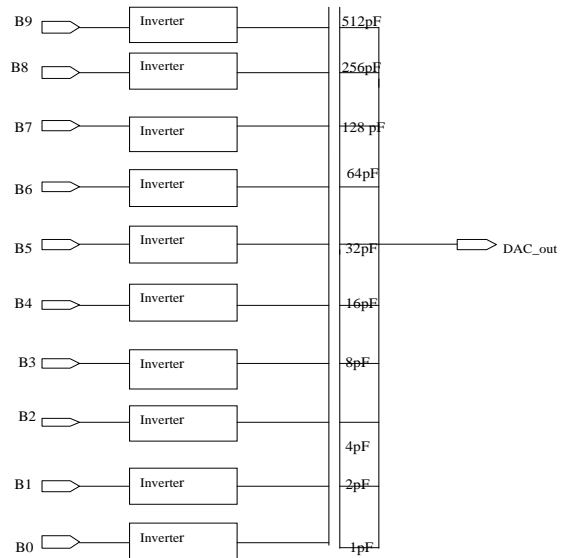 B9 Inverter 512pF
B8 Inverter 256pF
B7 Inverter 128 pF
B6 Inverter 64pF
B5 Inverter 32pF DAC_out
B4 Inverter 16pF
B3 Inverter 8pF
B2 Inverter 4pF
B1 Inverter 2pF
B0 Inverter 1pF